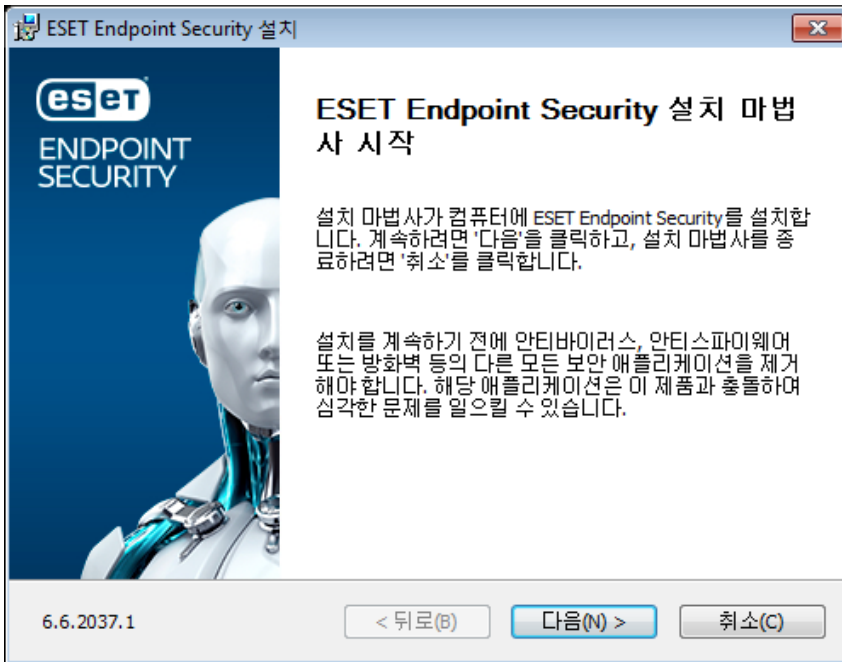 ESET Endpoint Security 설치
eseT
ENDPOINT
SECURITY
ESET Endpoint Security 설치 마법
사 시작
설치 마법사가 컴퓨터에 ESET Endpoint Security를 설치합
니다. 계속하려면 '다음'을 클릭하고, 설치 마법사를 종
료하려면 '취소'를 클릭합니다.
설치를 계속하기 전에 안티바이러스, 안티스파이웨어
또는 방화벽 등의 다른 모든 보안 애플리케이션을 제거
해야 합니다. 해당 애플리케이션은 이 제품과 충돌하여
심각한 문제를 일으킬 수 있습니다.
6.6.2037.1
< 뒤로(B)
다음(N) >
취소(C)